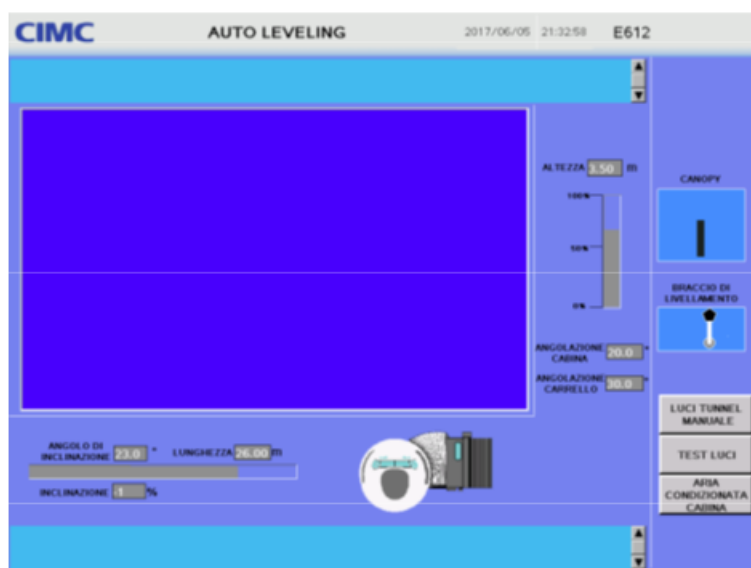 CIMC AUTO LEVELING 2017/06/05 21:32:58 E612
ALTEZZA 3.50 m
100%
50%
0%
CANOPY
BRACCIO DI
LIVELLAMENTO
ANGOLAZIONE
CABINA 20.0 °
ANGOLAZIONE
CARRELLO 30.0 °
LUCI TUNNEL
MANUALE
TEST LUCI
ARIA
CONDIZIONATA
CABINA
ANGOLO DI
INCLINAZIONE 23.0 °
LUNGHEZZA 26.00 m
INCLINAZIONE -1 %